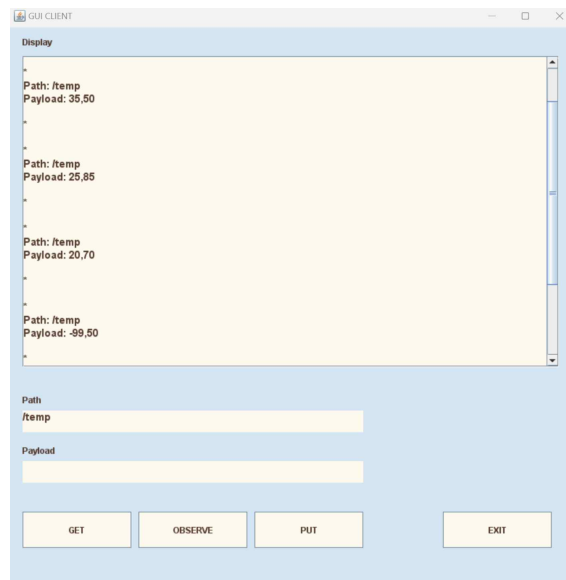 GUI CLIENT
Display
*
Path: /temp
Payload: 35,50
*
*
Path: /temp
Payload: 25,85
*
*
Path: /temp
Payload: 20,70
*
*
Path: /temp
Payload: -99,50
*
Path
/temp
Payload
GET OBSERVE PUT EXIT